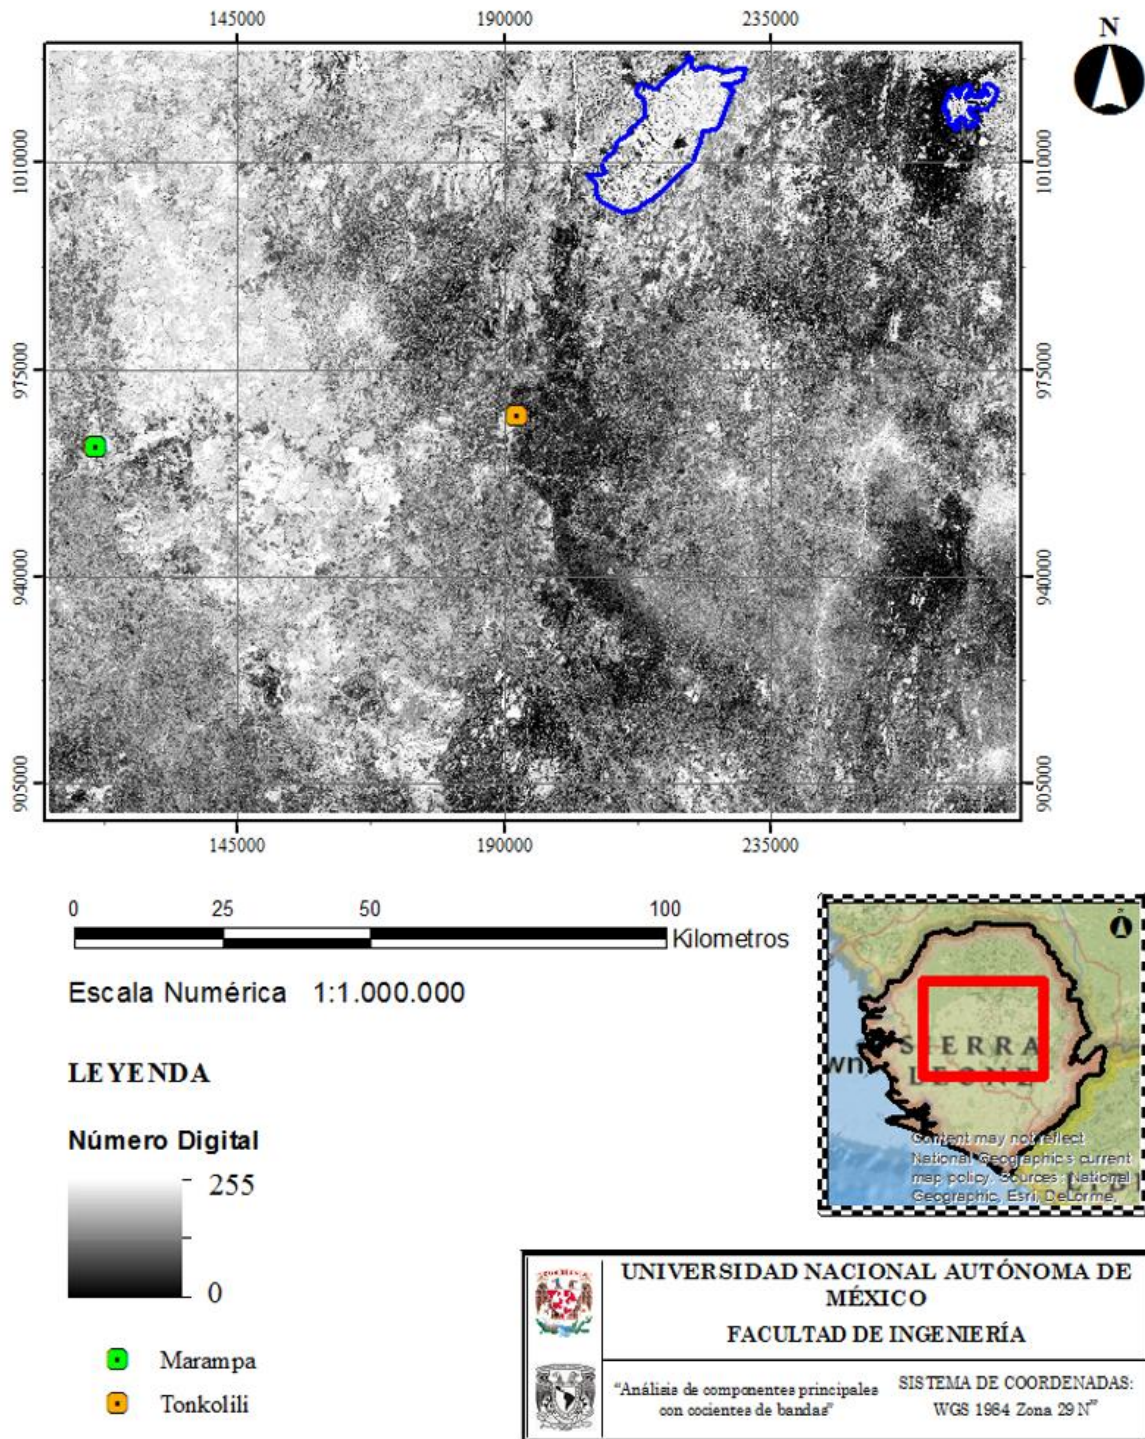 145000 190000 235000
N
1010000 1010000
975000 975000
940000 940000
905000 905000
145000 190000 235000
0 25 50 100
Kilometros
Escala Numérica 1:1.000.000
LEYENDA
Número Digital
255
0
Marampa
Tonkolili
wn
SIERRA
LEONE
LIB
Content may not reflect
National Geographic's current
map policy. Sources: National
Geographic, Esri, DeLorme,
UNIVERSIDAD NACIONAL AUTÓNOMA DE
MÉXICO
FACULTAD DE INGENIERÍA
"Análisis de componentes principales
con cocientes de bandas"
SISTEMA DE COORDENADAS:
WGS 1984 Zona 29 N"